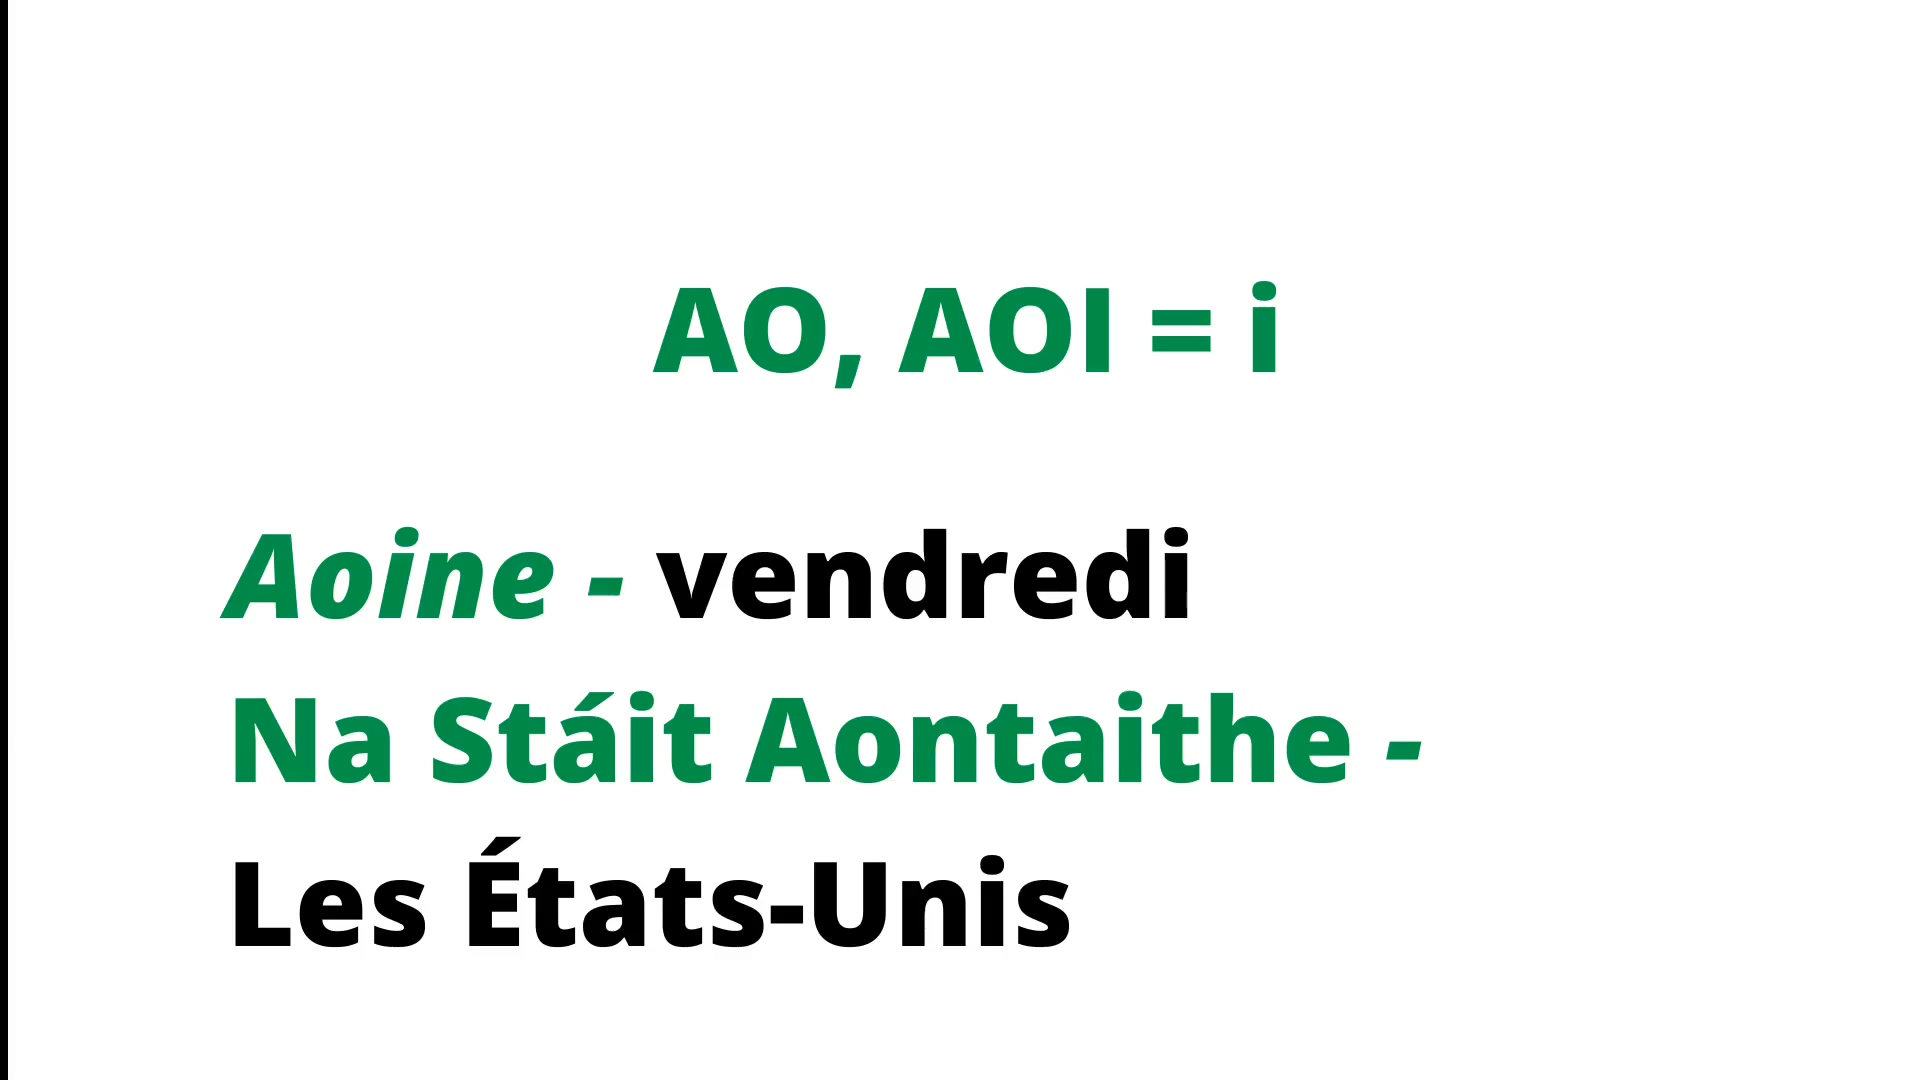 AO, AOI = i
Aoine - vendredi
Na Stáit Aontaithe -
Les États-Unis